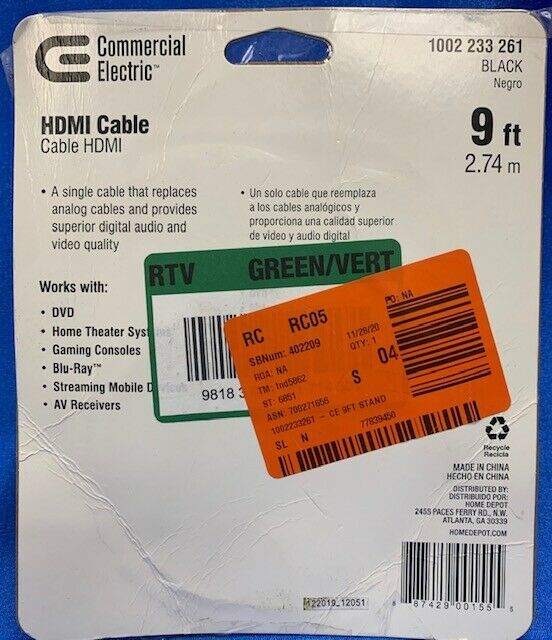 Commercial
Electric™
1002 233 261
BLACK
Negro
HDMI Cable
Cable HDMI
9 ft
2.74 m
• A single cable that replaces
analog cables and provides
superior digital audio and
video quality
• Un solo cable que reemplaza
a los cables analógicos y
proporciona una calidad superior
de video y audio digital
Works with:
• DVD
• Home Theater Sys
• Gaming Consoles
• Blu-Ray™
• Streaming Mobile D
• AV Receivers
RTV GREEN/VERT
9818 3
RC RC05
PO: NA
SBNum: 402209
11/28/20
RGA: NA
QTY: 1
TM: tnd5862
S 04
ST: 6851
ASN: 700271656
1002233261 - CE 9FT STAND
SL N 77839450
Recycle
Recicla
MADE IN CHINA
HECHO EN CHINA
DISTRIBUTED BY:
DISTRIBUIDO POR:
HOME DEPOT
2455 PACES FERRY RD., N.W.
ATLANTA, GA 30339
HOMEDEPOT.COM
122019_12051
8 87429 00155 5